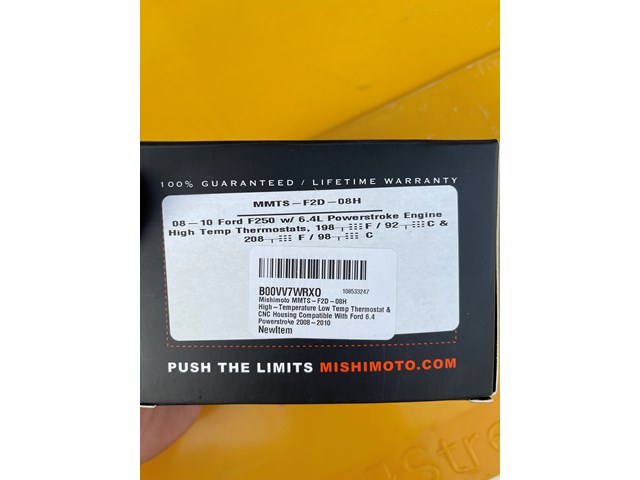 100% GUARANTEED / LIFETIME WARRANTY
MMTS-F2D-08H
08-10 Ford F250 w/ 6.4L Powerstroke Engine
High Temp Thermostats, 198 F / 92 C &
208 F / 98 C
B00VV7WRXO 108533247
Mishimoto MMTS-F2D-08H
High-Temperature Low Temp Thermostat &
CNC Housing Compatible With Ford 6.4
Powerstroke 2008-2010
NewItem
PUSH THE LIMITS MISHIMOTO.COM
Stre